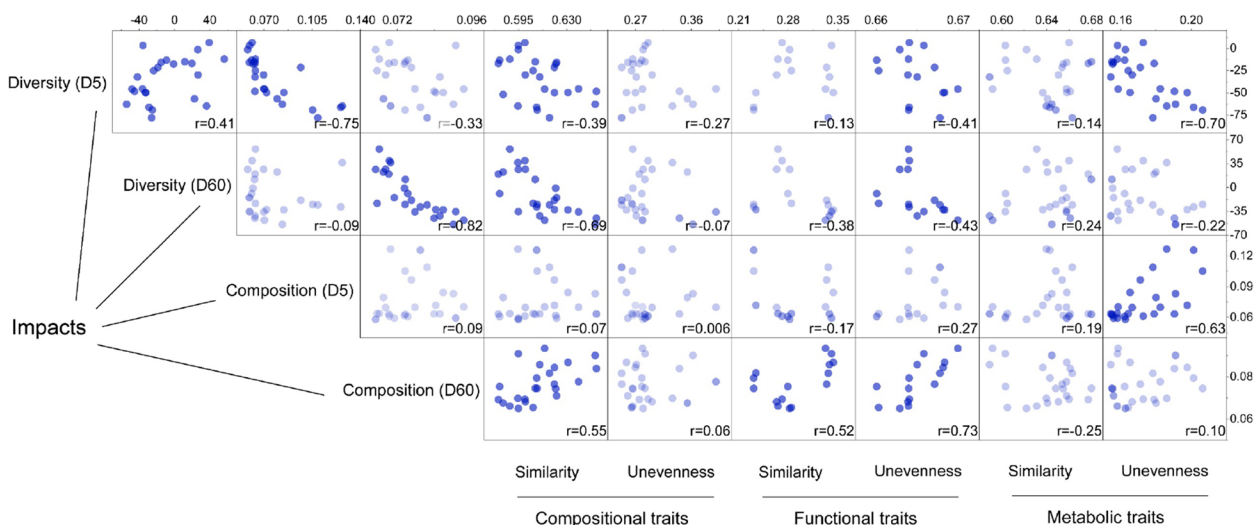 -40 0 40 0.070 0.105 0.140 0.072 0.096 0.595 0.630 0.27 0.36 0.21 0.28 0.35 0.66 0.67 0.60 0.64 0.68 0.16 0.20
Diversity (D5)
r=0.41 r=-0.75 r=-0.33 r=-0.39 r=-0.27 r=0.13 r=-0.41 r=-0.14 r=-0.70
0
-25
-50
-75
Diversity (D60)
r=-0.09 r=-0.82 r=-0.69 r=-0.07 r=-0.38 r=-0.43 r=0.24 r=-0.22
70
35
0
-35
-70
Composition (D5)
r=0.09 r=0.07 r=0.006 r=-0.17 r=0.27 r=0.19 r=0.63
0.12
0.09
0.06
Impacts
Composition (D60)
r=0.55 r=0.06 r=0.52 r=0.73 r=-0.25 r=0.10
0.08
0.06
Similarity Unevenness Similarity Unevenness Similarity Unevenness
Compositional traits Functional traits Metabolic traits